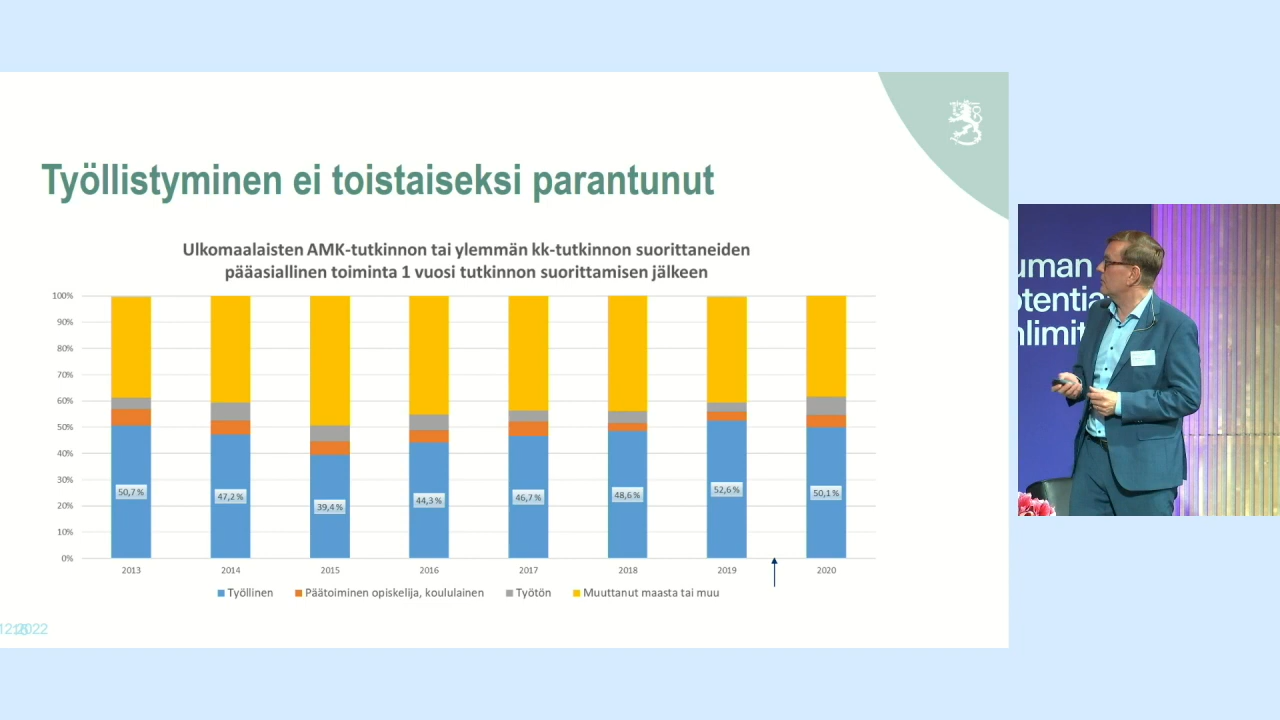 Työllistyminen ei toistaiseksi parantunut
Ulkomaalaisten AMK-tutkinnon tai ylemmän kk-tutkinnon suorittaneiden
pääasiallinen toiminta 1 vuosi tutkinnon suorittamisen jälkeen
100%
90%
80%
70%
60%
50%
40%
30%
20%
10%
0%
50,7 %
47,2 %
39,4 %
44,3 %
46,7 %
48,6 %
52,6 %
50,1 %
2013 2014 2015 2016 2017 2018 2019 2020
Työllinen Päätoiminen opiskelija, koululainen Työtön Muuttanut maasta tai muu
uman
otentia
nlimit